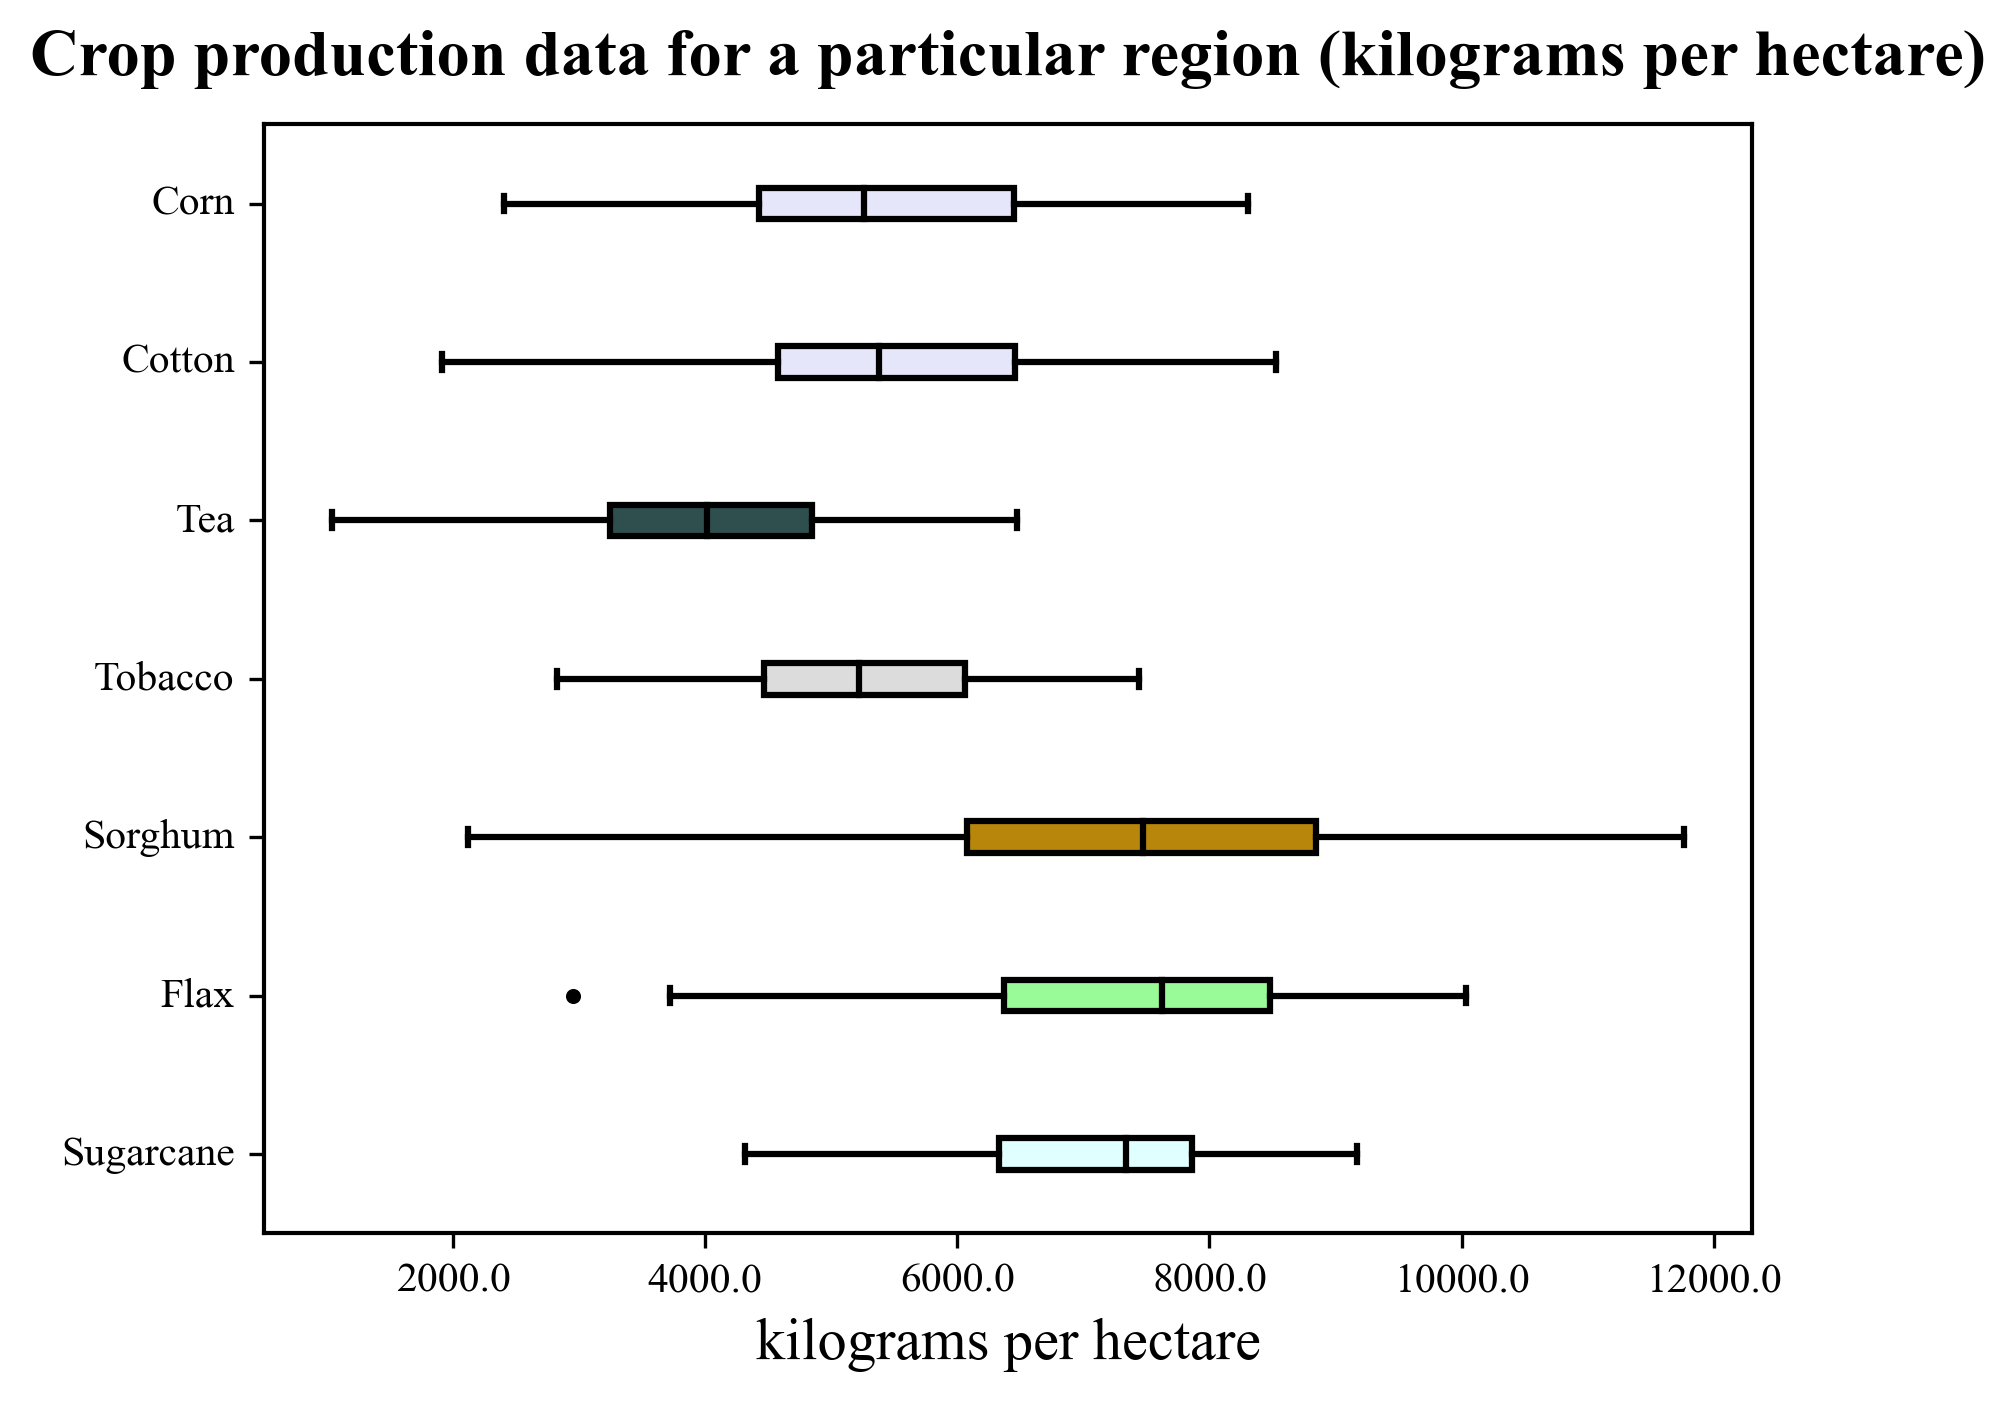 Crop production data for a particular region (kilograms per hectare)
Corn
Cotton
Tea
Tobacco
Sorghum
Flax
Sugarcane
2000.0 4000.0 6000.0 8000.0 10000.0 12000.0
kilograms per hectare